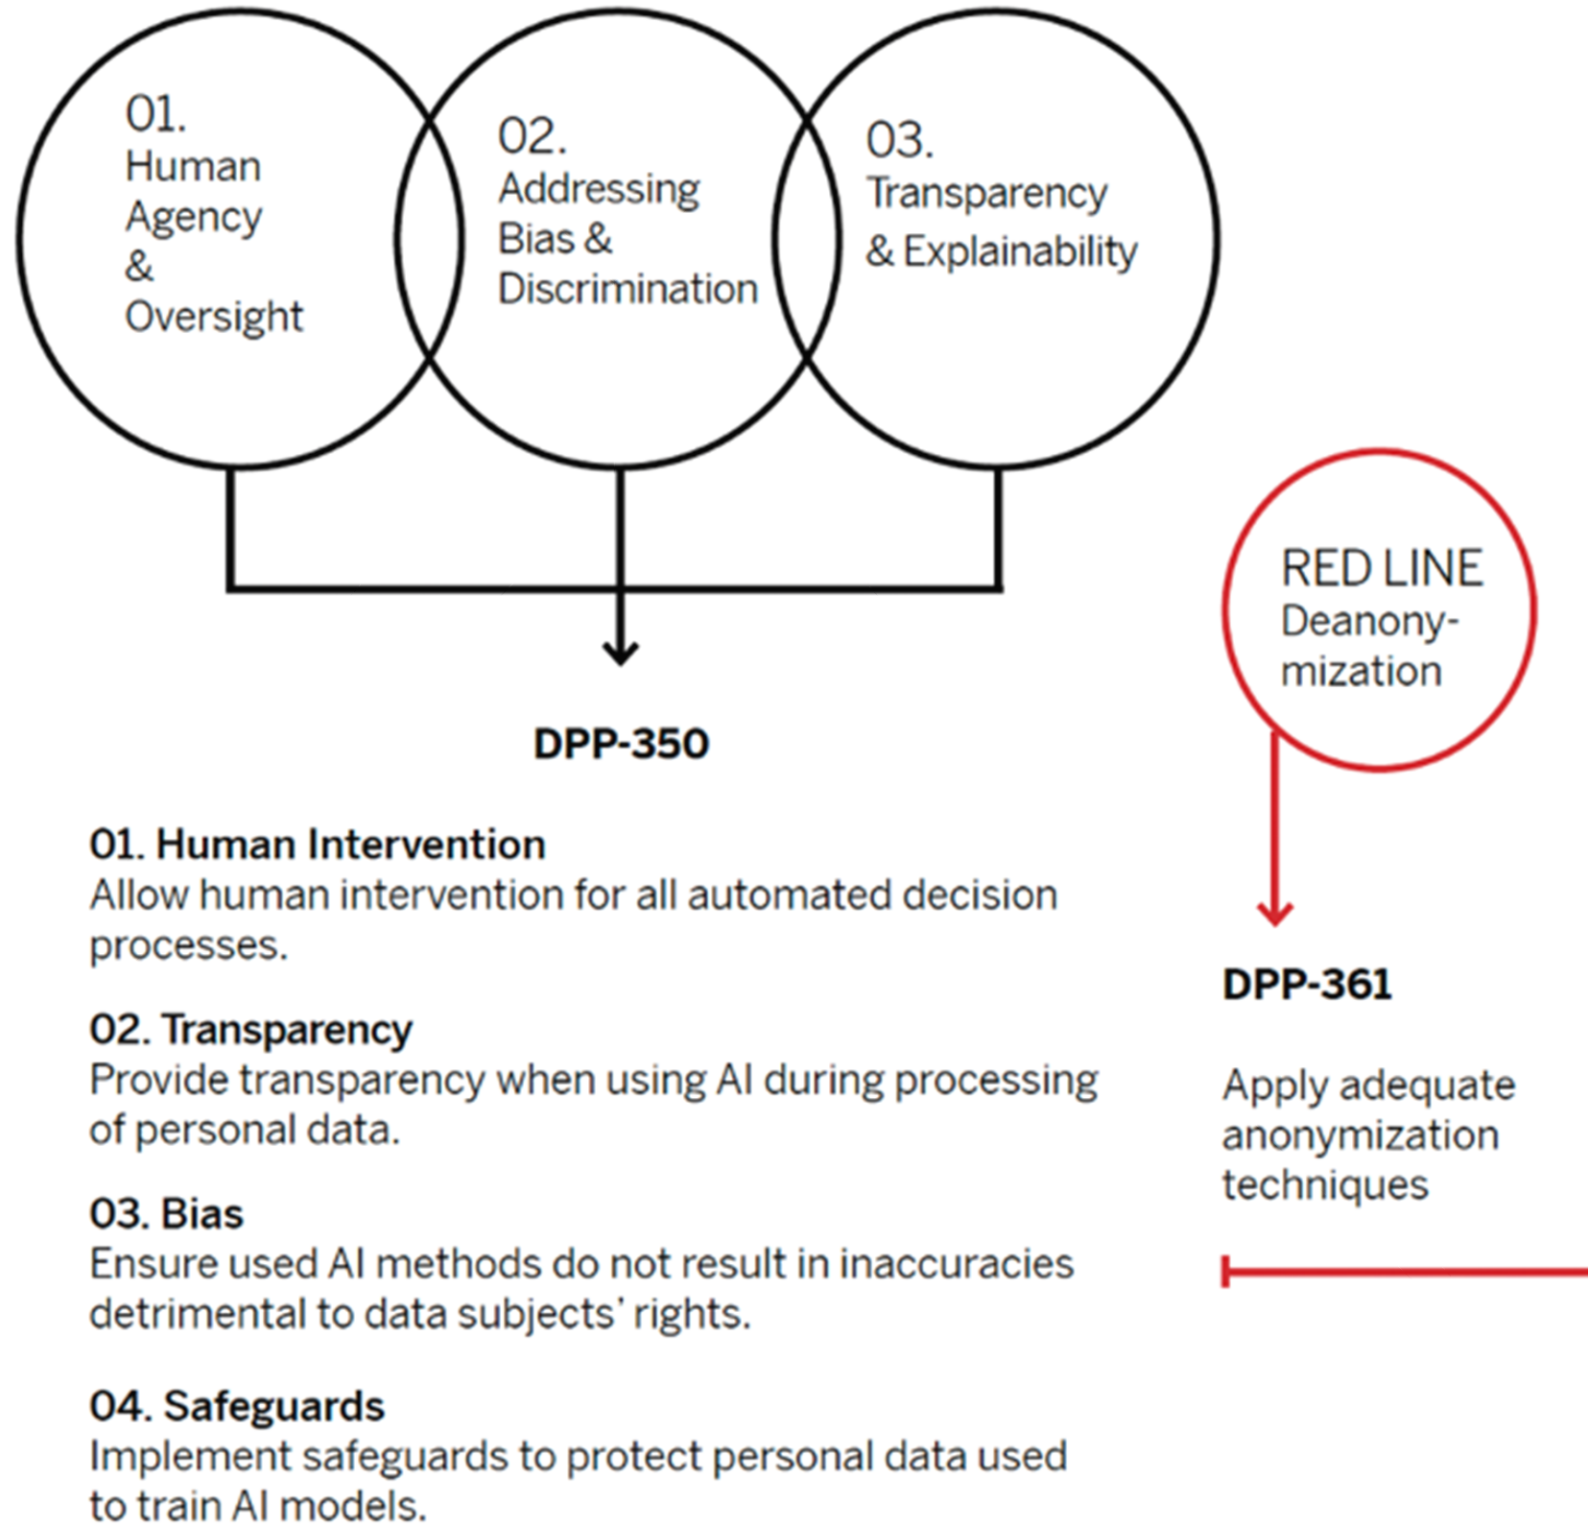 01.
Human
Agency
&
Oversight
02.
Addressing
Bias &
Discrimination
03.
Transparency
& Explainability
RED LINE
Deanony-
mization
DPP-350
01. Human Intervention
Allow human intervention for all automated decision
processes.
02. Transparency
Provide transparency when using AI during processing
of personal data.
03. Bias
Ensure used AI methods do not result in inaccuracies
detrimental to data subjects’ rights.
04. Safeguards
Implement safeguards to protect personal data used
to train AI models.
DPP-361
Apply adequate
anonymization
techniques